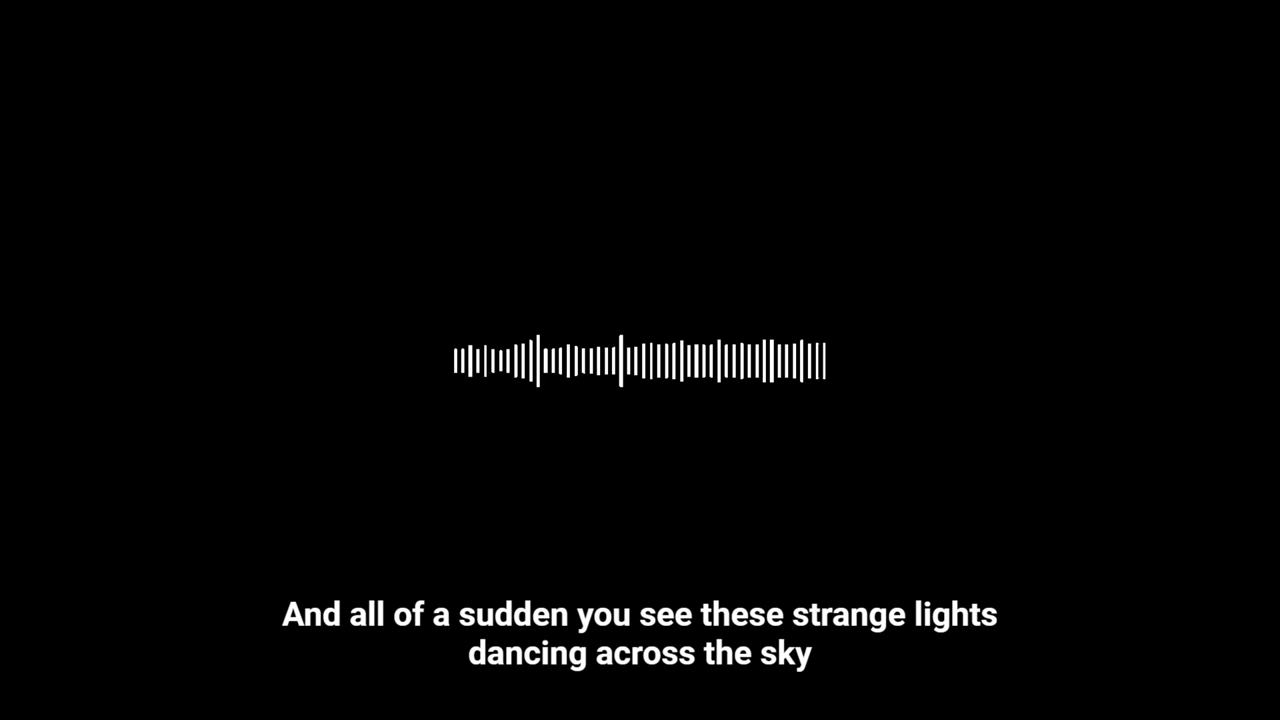 And all of a sudden you see these strange lights
dancing across the sky